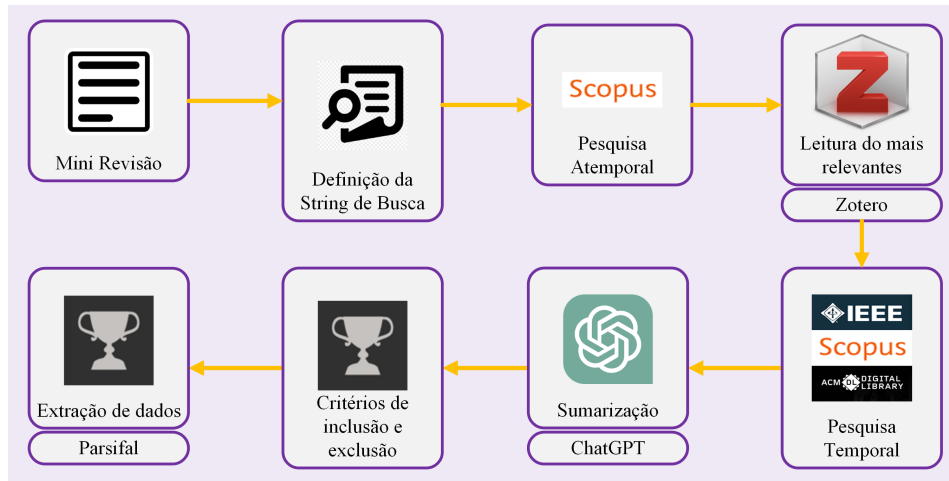 Mini Revisão
Definição da
String de Busca
Scopus
Pesquisa
Atemporal
Leitura do mais
relevantes
Zotero
IEEE
Scopus
ACM DL DIGITAL
LIBRARY
Pesquisa
Temporal
Sumarização
ChatGPT
Critérios de
inclusão e
exclusão
Extração de dados
Parsifal